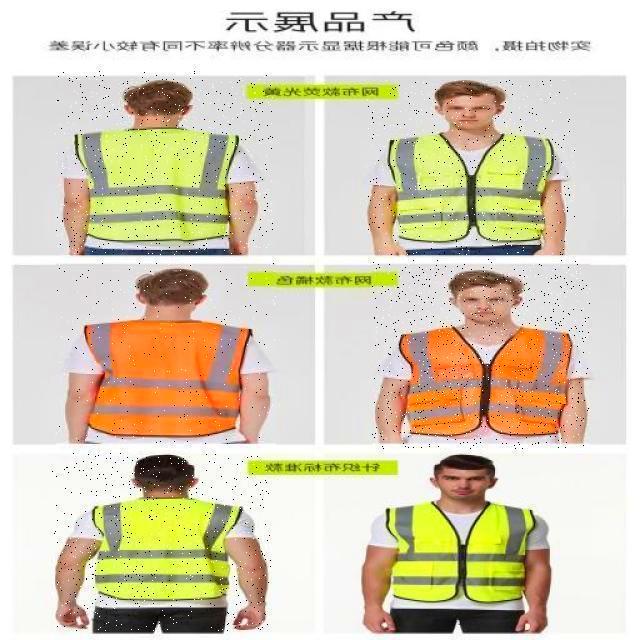 产品展示
实物拍摄，颜色可能根据显示器分辨率不同有较小误差
网布款荧光黄
网布款橘色
针织布标准款